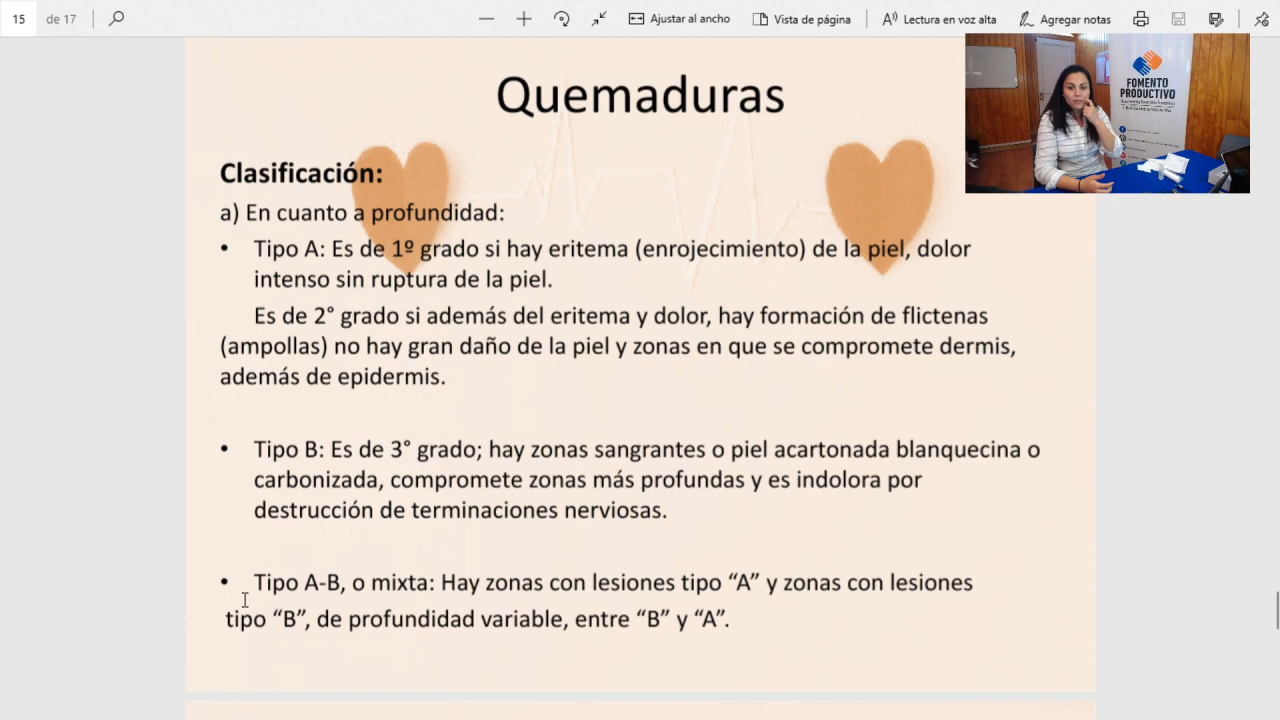 15 de 17 Ajustar al ancho Vista de página Lectura en voz alta Agregar notas
FOMENTO
PRODUCTIVO
Quemaduras
Clasificación:
a) En cuanto a profundidad:
• Tipo A: Es de 1º grado si hay eritema (enrojecimiento) de la piel, dolor
intenso sin ruptura de la piel.
Es de 2° grado si además del eritema y dolor, hay formación de flictenas
(ampollas) no hay gran daño de la piel y zonas en que se compromete dermis,
además de epidermis.
• Tipo B: Es de 3° grado; hay zonas sangrantes o piel acartonada blanquecina o
carbonizada, compromete zonas más profundas y es indolora por
destrucción de terminaciones nerviosas.
• Tipo A-B, o mixta: Hay zonas con lesiones tipo “A” y zonas con lesiones
tipo “B”, de profundidad variable, entre “B” y “A”.